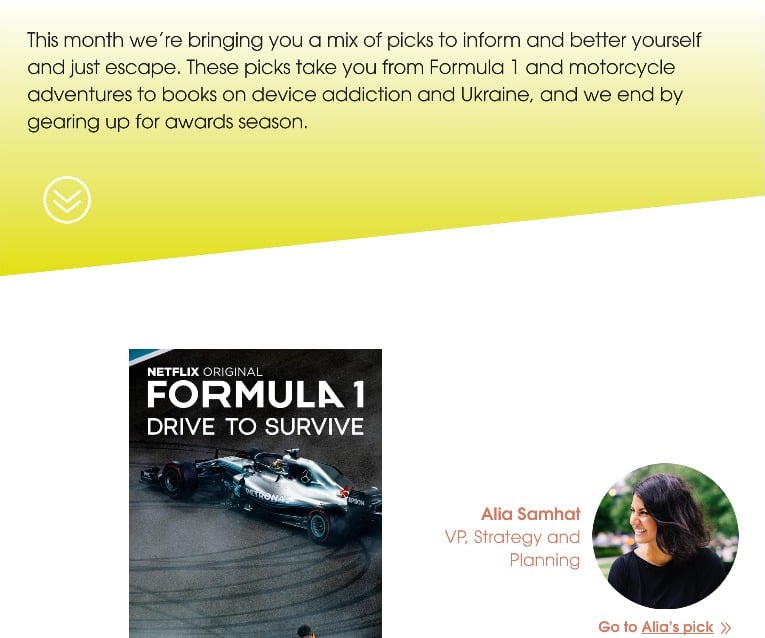 This month we're bringing you a mix of picks to inform and better yourself
and just escape. These picks take you from Formula 1 and motorcycle
adventures to books on device addiction and Ukraine, and we end by
gearing up for awards season.
NETFLIX ORIGINAL
FORMULA 1
DRIVE TO SURVIVE
PETRONAS
EPSON
Alia Samhat
VP, Strategy and
Planning
Go to Alia's pick »